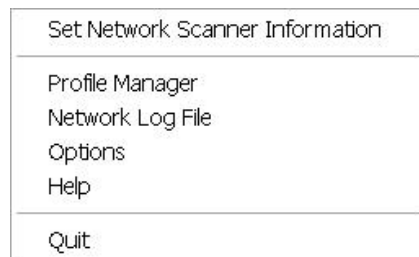 Set Network Scanner Information
Profile Manager
Network Log File
Options
Help
Quit